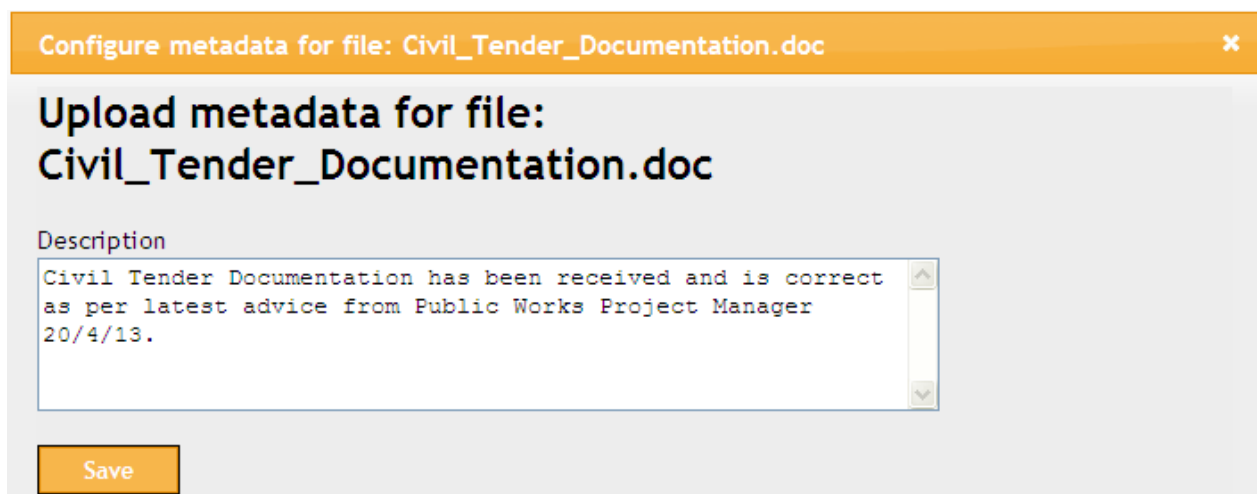 Configure metadata for file: Civil_Tender_Documentation.doc
Upload metadata for file:
Civil_Tender_Documentation.doc
Description
Civil Tender Documentation has been received and is correct
as per latest advice from Public Works Project Manager
20/4/13.
Save